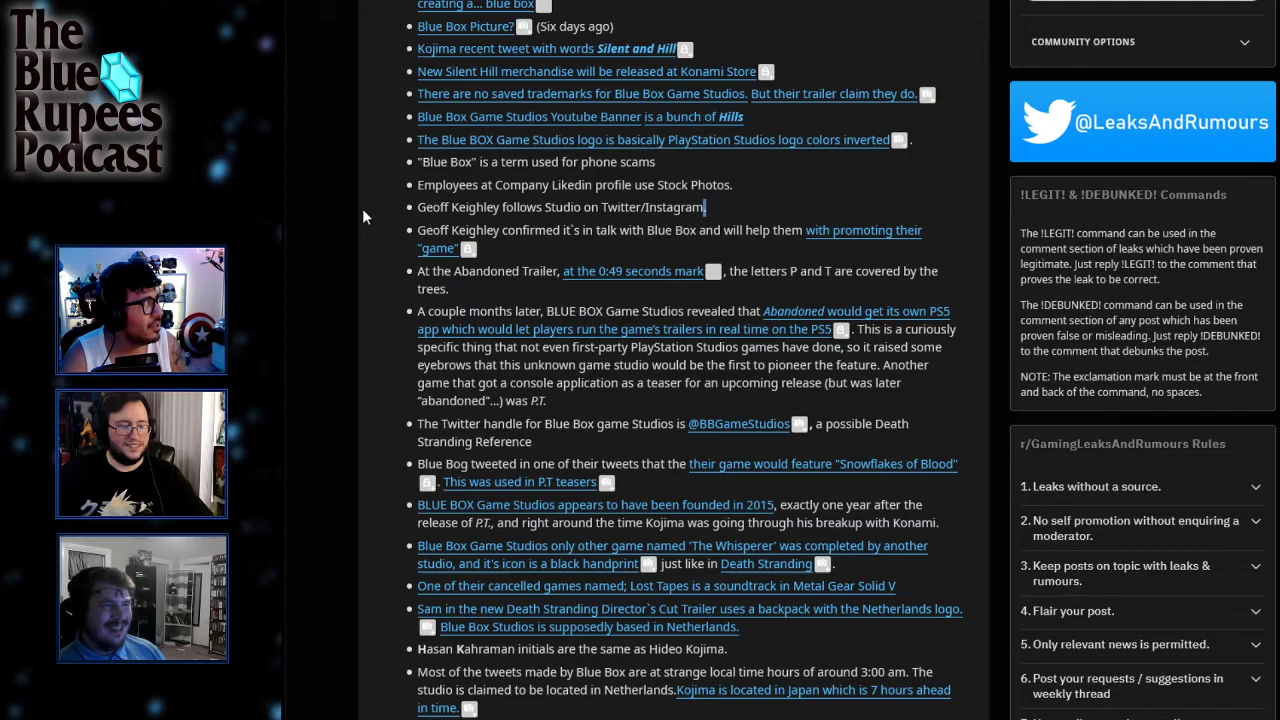 The
Blue
Rupees
Podcast
creating a... blue box
Blue Box Picture? (Six days ago)
Kojima recent tweet with words Silent and Hill
New Silent Hill merchandise will be released at Konami Store
There are no saved trademarks for Blue Box Game Studios. But their trailer claim they do.
Blue Box Game Studios Youtube Banner is a bunch of Hills
The Blue BOX Game Studios logo is basically PlayStation Studios logo colors inverted .
"Blue Box" is a term used for phone scams
Employees at Company Likedin profile use Stock Photos.
Geoff Keighley follows Studio on Twitter/Instagram.
Geoff Keighley confirmed it`s in talk with Blue Box and will help them with promoting their
"game"
At the Abandoned Trailer, at the 0:49 seconds mark , the letters P and T are covered by the
trees.
A couple months later, BLUE BOX Game Studios revealed that Abandoned would get its own PS5
app which would let players run the game's trailers in real time on the PS5 . This is a curiously
specific thing that not even first-party PlayStation Studios games have done, so it raised some
eyebrows that this unknown game studio would be the first to pioneer the feature. Another
game that got a console application as a teaser for an upcoming release (but was later
"abandoned"...) was P.T.
The Twitter handle for Blue Box game Studios is @BBGameStudios , a possible Death
Stranding Reference
Blue Bog tweeted in one of their tweets that the their game would feature "Snowflakes of Blood"
. This was used in P.T teasers
BLUE BOX Game Studios appears to have been founded in 2015, exactly one year after the
release of P.T., and right around the time Kojima was going through his breakup with Konami.
Blue Box Game Studios only other game named 'The Whisperer' was completed by another
studio, and it's icon is a black handprint just like in Death Stranding .
One of their cancelled games named; Lost Tapes is a soundtrack in Metal Gear Solid V
Sam in the new Death Stranding Director`s Cut Trailer uses a backpack with the Netherlands logo.
Blue Box Studios is supposedly based in Netherlands.
Hasan Kahraman initials are the same as Hideo Kojima.
Most of the tweets made by Blue Box are at strange local time hours of around 3:00 am. The
studio is claimed to be located in Netherlands.Kojima is located in Japan which is 7 hours ahead
in time.
COMMUNITY OPTIONS
@LeaksAndRumours
!LEGIT! & !DEBUNKED! Commands
The !LEGIT! command can be used in the
comment section of leaks which have been proven
legitimate. Just reply !LEGIT! to the comment that
proves the leak to be correct.
The !DEBUNKED! command can be used in the
comment section of any post which has been
proven false or misleading. Just reply !DEBUNKED!
to the comment that debunks the post.
NOTE: The exclamation mark must be at the front
and back of the command, no spaces.
r/GamingLeaksAndRumours Rules
1. Leaks without a source.
2. No self promotion without enquiring a
moderator.
3. Keep posts on topic with leaks &
rumours.
4. Flair your post.
5. Only relevant news is permitted.
6. Post your requests / suggestions in
weekly thread